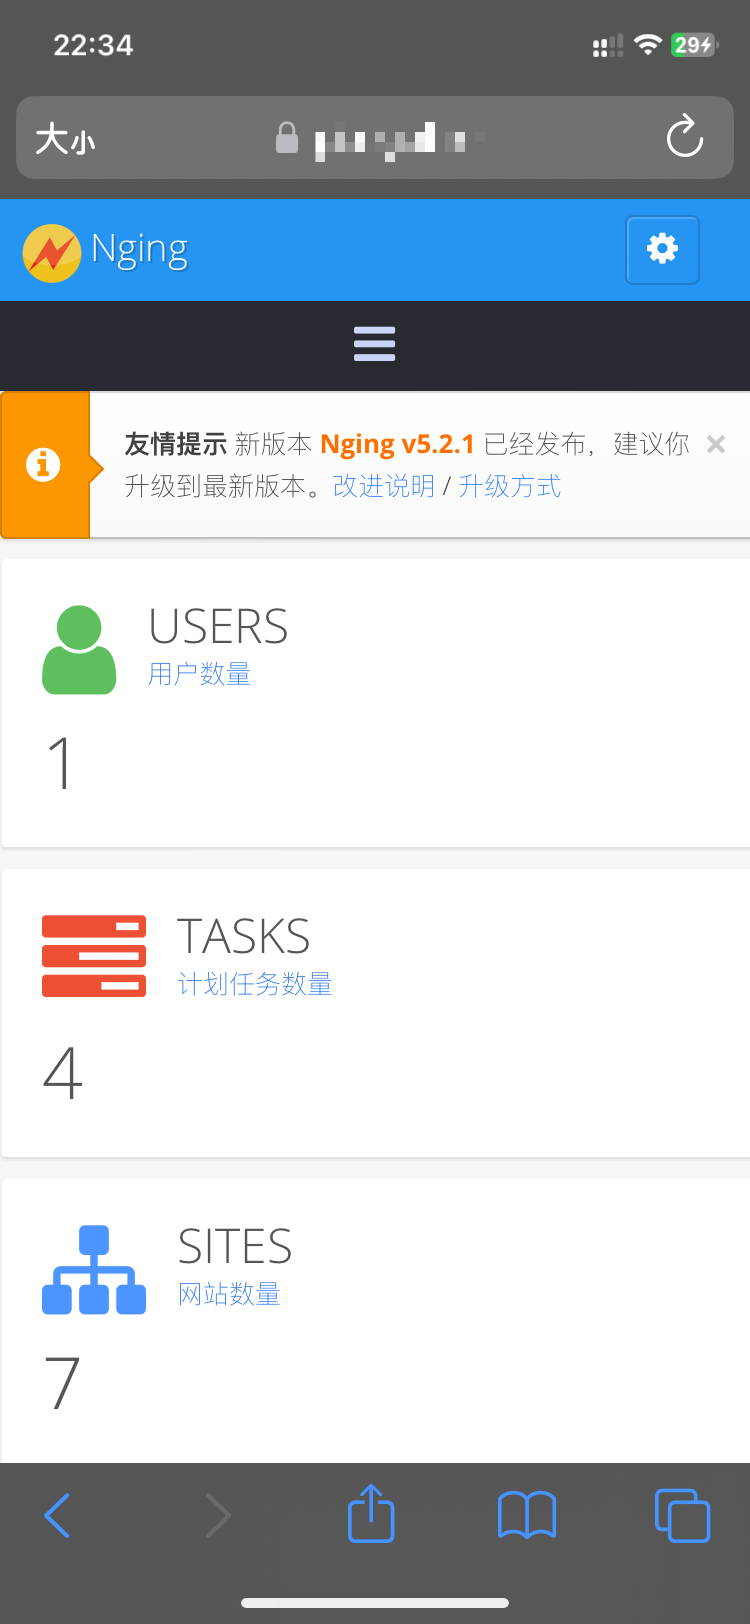 22:34
29
大小
Nging
友情提示 新版本 Nging v5.2.1 已经发布，建议你
升级到最新版本。改进说明 / 升级方式
USERS
用户数量
1
TASKS
计划任务数量
4
SITES
网站数量
7